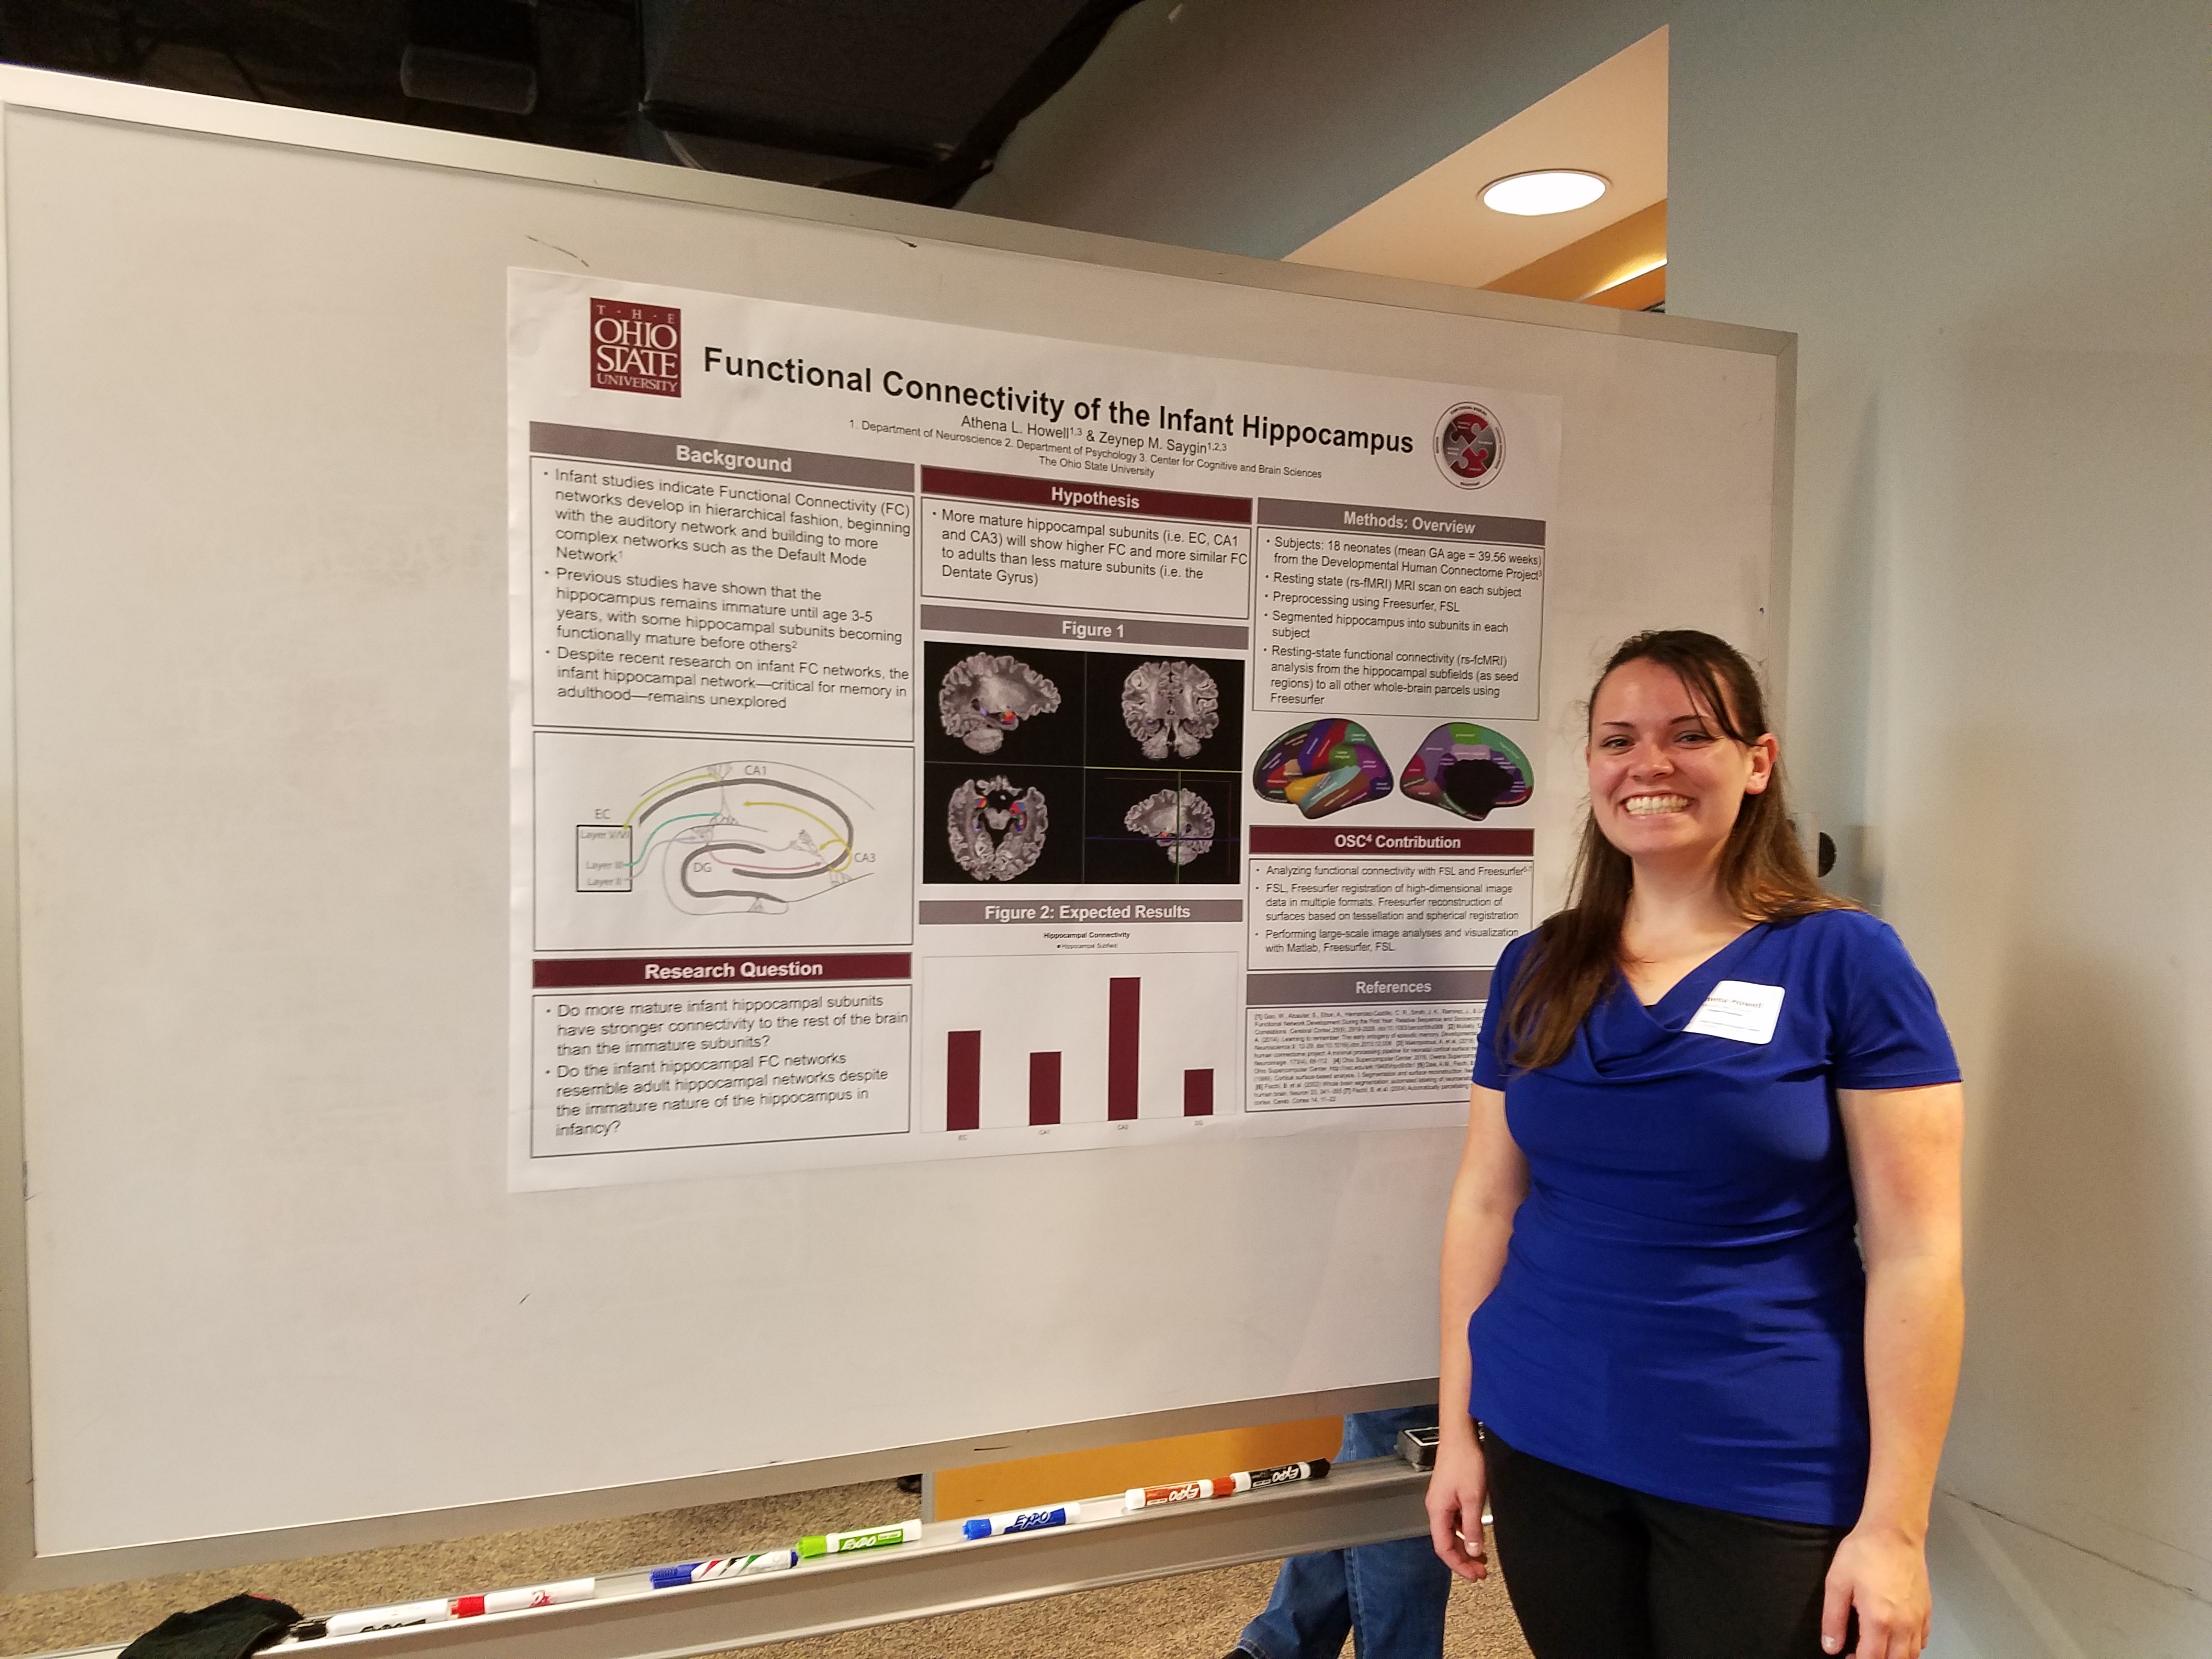 T · H · E
OHIO
STATE
UNIVERSITY
Functional Connectivity of the Infant Hippocampus
Athena L. Howell1,3 & Zeynep M. Saygin1,2,3
1. Department of Neuroscience 2. Department of Psychology 3. Center for Cognitive and Brain Sciences
The Ohio State University
Background
• Infant studies indicate Functional Connectivity (FC)
networks develop in hierarchical fashion, beginning
with the auditory network and building to more
complex networks such as the Default Mode
Network1
• Previous studies have shown that the
hippocampus remains immature until age 3-5
years, with some hippocampal subunits becoming
functionally mature before others2
• Despite recent research on infant FC networks, the
infant hippocampal network—critical for memory in
adulthood—remains unexplored
CA1
EC
Layer V/VI
Layer III
Layer II
DG
CA3
Research Question
• Do more mature infant hippocampal subunits
have stronger connectivity to the rest of the brain
than the immature subunits?
• Do the infant hippocampal FC networks
resemble adult hippocampal networks despite
the immature nature of the hippocampus in
infancy?
Hypothesis
• More mature hippocampal subunits (i.e. EC, CA1
and CA3) will show higher FC and more similar FC
to adults than less mature subunits (i.e. the
Dentate Gyrus)
Figure 1
Figure 2: Expected Results
Hippocampal Connectivity
Hippocampal Subfield
EC
CA1
CA3
DG
Methods: Overview
• Subjects: 18 neonates (mean GA age = 39.56 weeks)
from the Developmental Human Connectome Project3
• Resting state (rs-fMRI) MRI scan on each subject
• Preprocessing using Freesurfer, FSL
• Segmented hippocampus into subunits in each
subject
• Resting-state functional connectivity (rs-fcMRI)
analysis from the hippocampal subfields (as seed
regions) to all other whole-brain parcels using
Freesurfer
OSC4 Contribution
• Analyzing functional connectivity with FSL and Freesurfer
• FSL, Freesurfer registration of high-dimensional image
data in multiple formats. Freesurfer reconstruction of
surfaces based on tessellation and spherical registration
• Performing large-scale image analyses and visualization
with Matlab, Freesurfer, FSL.
References
EXPO
EXPO
EXPO
EXPO
EXPO